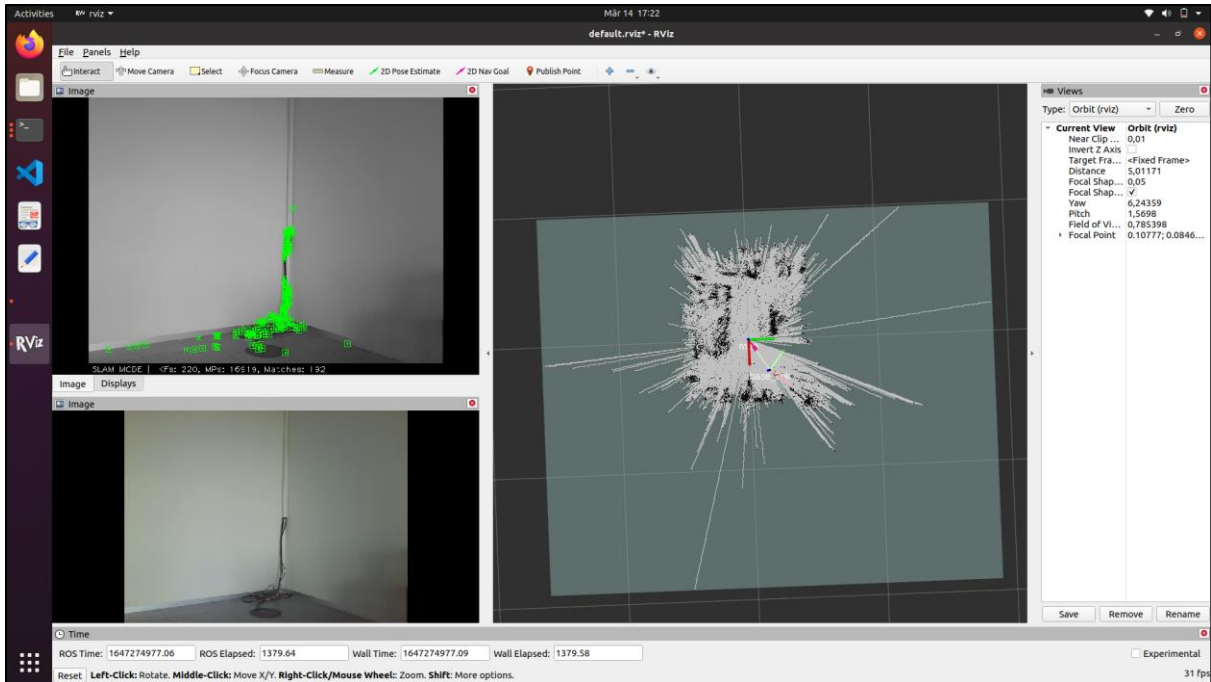 Activities
RViz rviz
Mär 14 17:22
default.rviz* - RViz
File Panels Help
Interact Move Camera Select Focus Camera Measure 2D Pose Estimate 2D Nav Goal Publish Point
Image
SLAM MODE | KFs: 220, MPs: 16919, Matches: 192
Image Displays
Image
Views
Type: Orbit (rviz) Zero
Current View Orbit (rviz)
Near Clip ... 0,01
Invert Z Axis
Target Fra... <Fixed Frame>
Distance 5,01171
Focal Shap... 0,05
Focal Shap... ✓
Yaw 6,24359
Pitch 1,5698
Field of Vi... 0,785398
Focal Point 0.10777; 0.0846...
Save Remove Rename
RViz
Time
ROS Time: 1647274977.06 ROS Elapsed: 1379.64 Wall Time: 1647274977.09 Wall Elapsed: 1379.58 Experimental
Reset Left-Click: Rotate. Middle-Click: Move X/Y. Right-Click/Mouse Wheel:: Zoom. Shift: More options. 31 fps